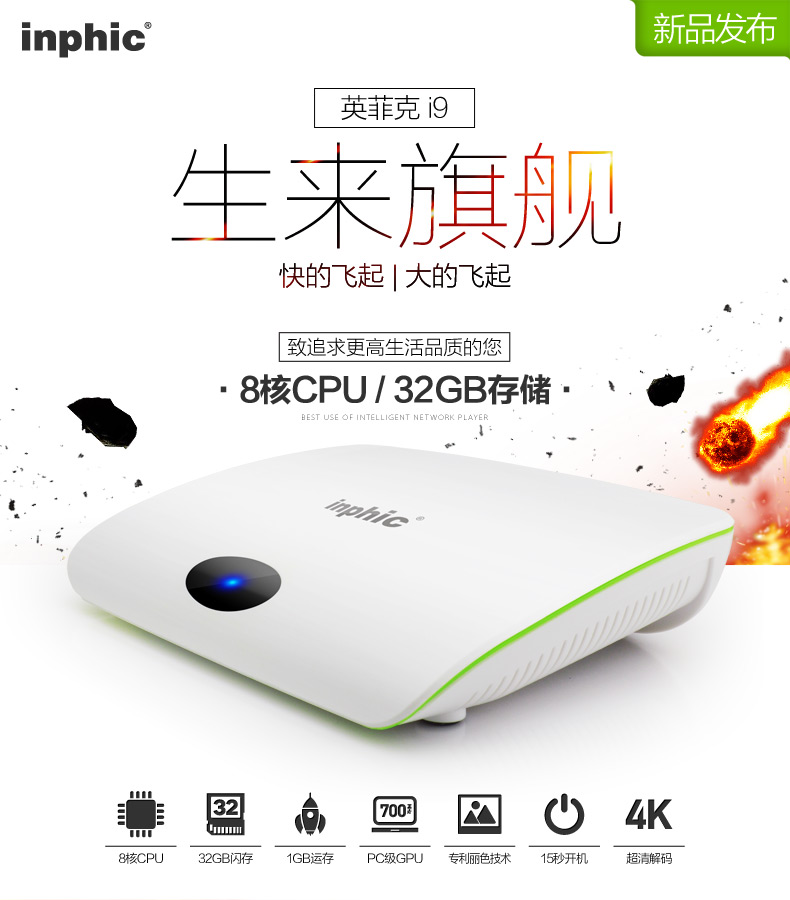 inphic®
新品发布
英菲克 i9
生来旗舰
快的飞起 | 大的飞起
致追求更高生活品质的您
· 8核CPU / 32GB存储 ·
BEST USE OF INTELLIGENT NETWORK PLAYER
inphic®
32
700
4K
8核CPU
32GB闪存
1GB运存
PC级GPU
专利丽色技术
15秒开机
超清解码